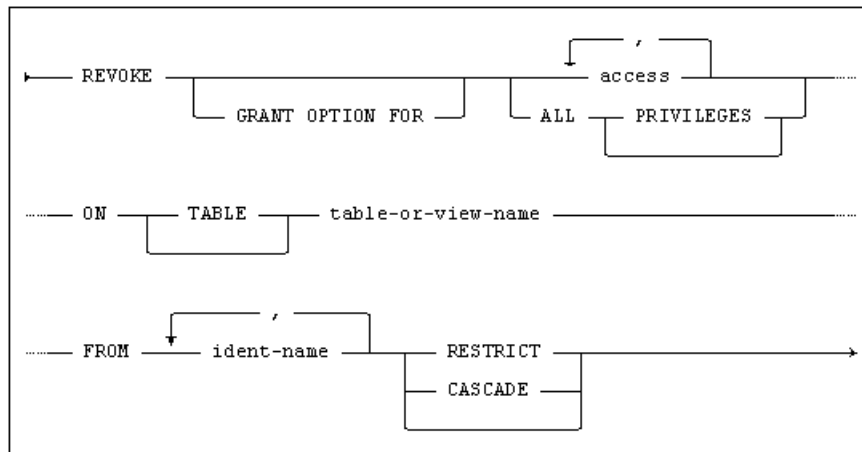 ,
REVOKE access
GRANT OPTION FOR ALL PRIVILEGES
ON TABLE table-or-view-name
,
FROM ident-name RESTRICT
CASCADE